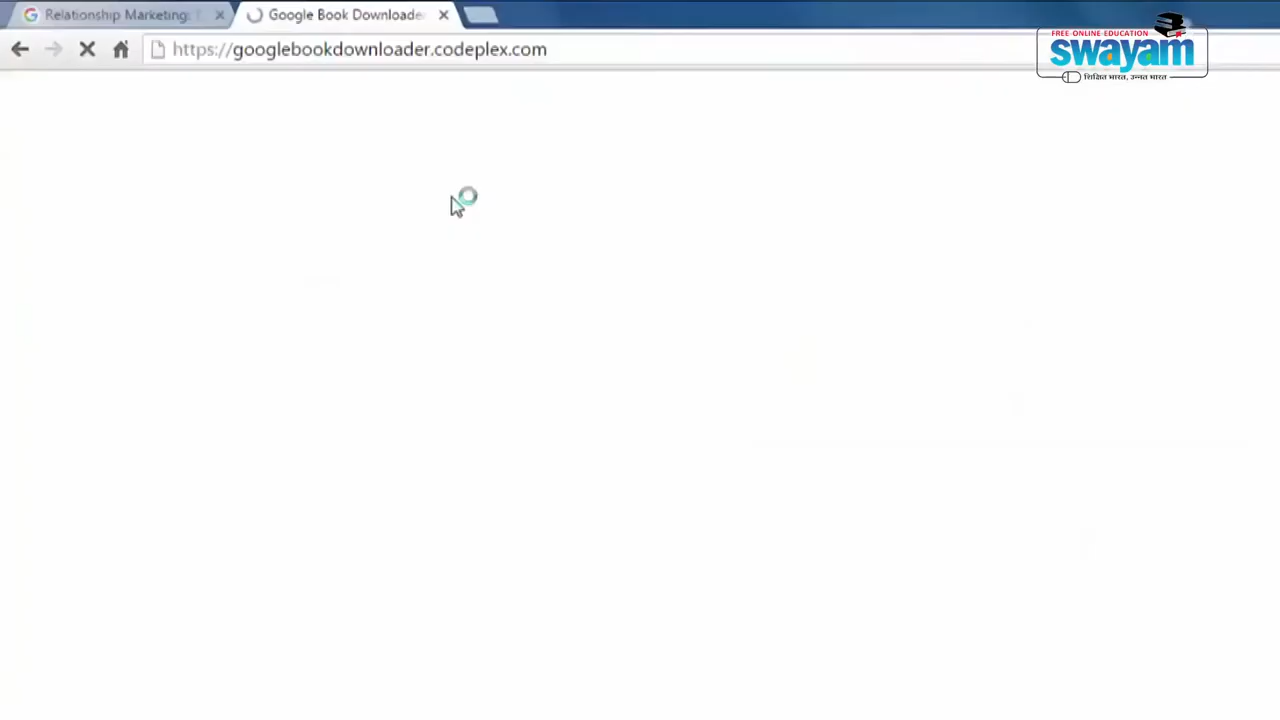 Relationship Marketing:
Google Book Downloade
https://googlebookdownloader.codeplex.com
FREE ONLINE EDUCATION
swayam
शिक्षित भारत, उन्नत भारत